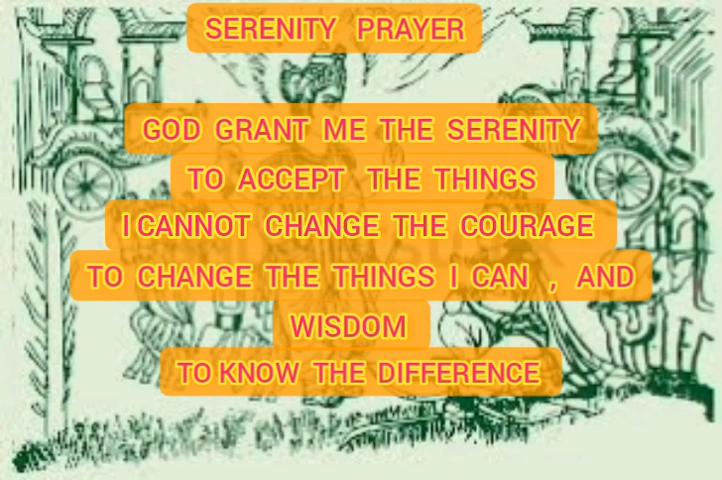 SERENITY PRAYER
GOD GRANT ME THE SERENITY
TO ACCEPT THE THINGS
I CANNOT CHANGE THE COURAGE
TO CHANGE THE THINGS I CAN , AND
WISDOM
TO KNOW THE DIFFERENCE